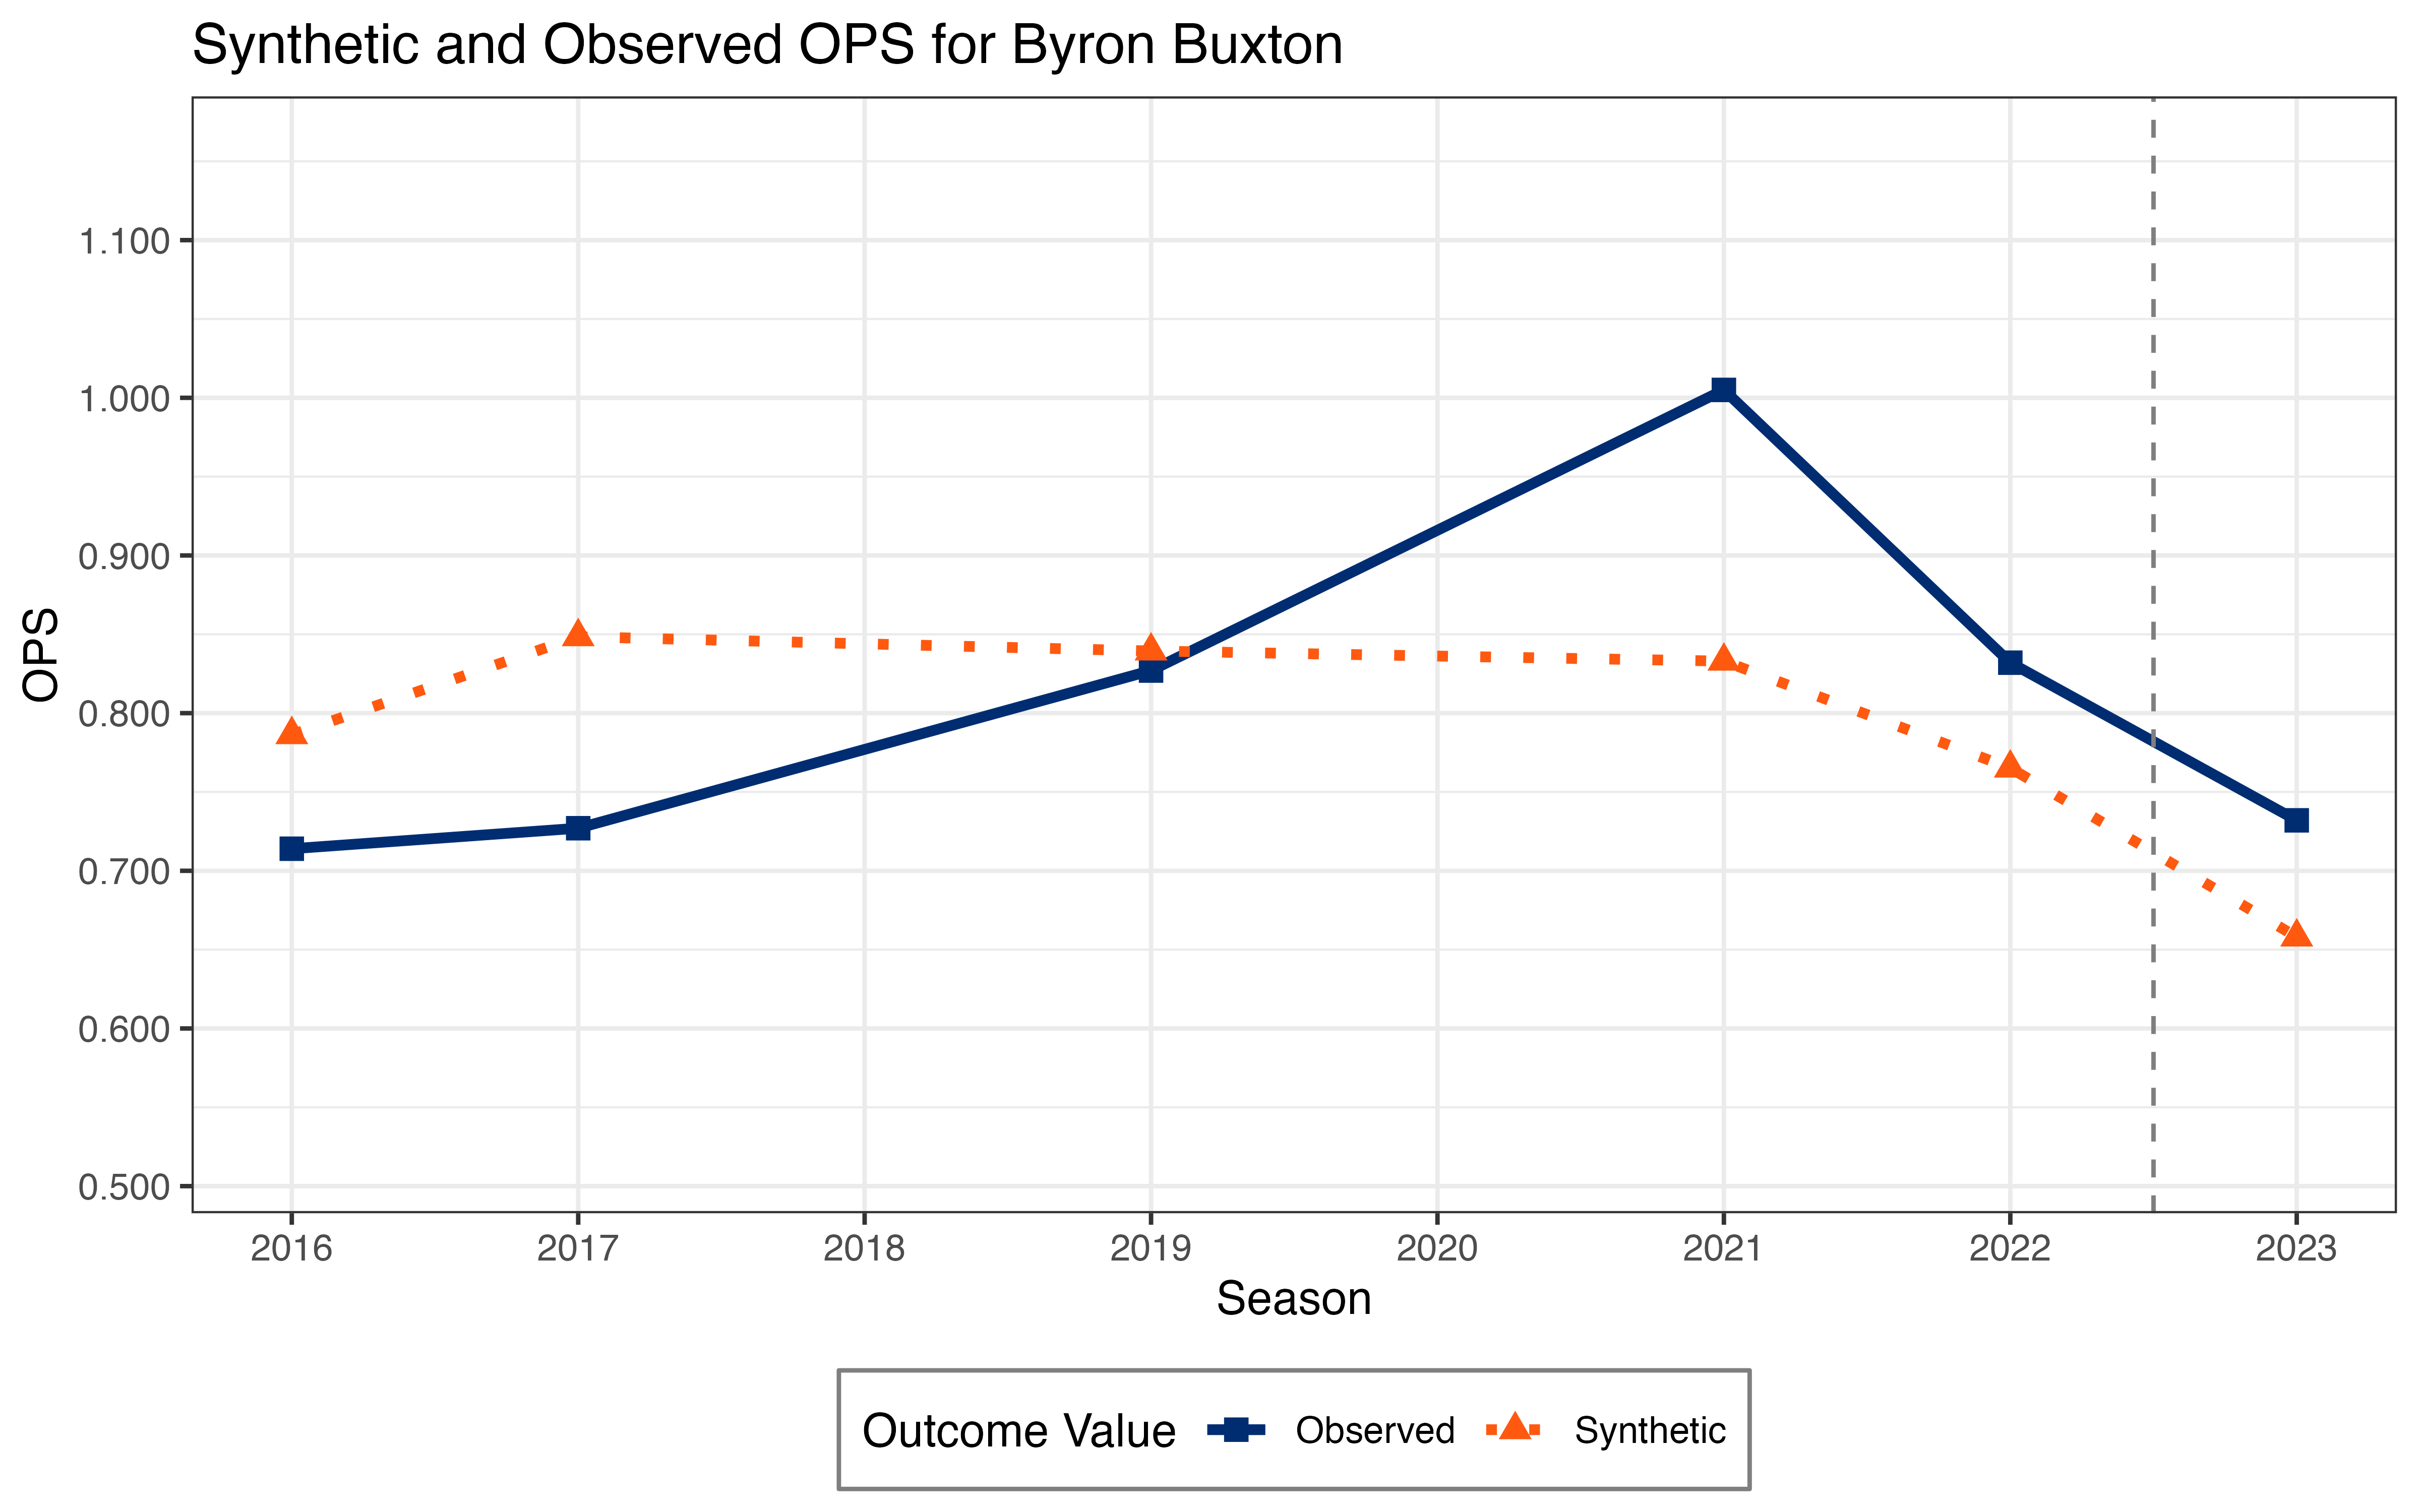 Synthetic and Observed OPS for Byron Buxton
1.100
1.000
0.900
0.800
0.700
0.600
0.500
OPS
2016 2017 2018 2019 2020 2021 2022 2023
Season
Outcome Value Observed Synthetic